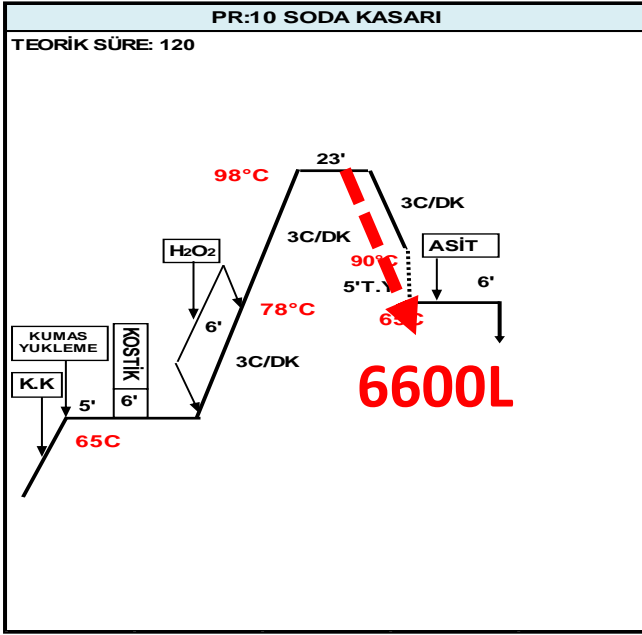 PR:10 SODA KASARI
TEORİK SÜRE: 120
23'
98°C
3C/DK
3C/DK
ASİT
H₂O₂
90°C
5'T.Y
6'
78°C
65C
6'
KUMAS
YUKLEME
KOSTİK
3C/DK
6600L
K.K
5'
6'
65C